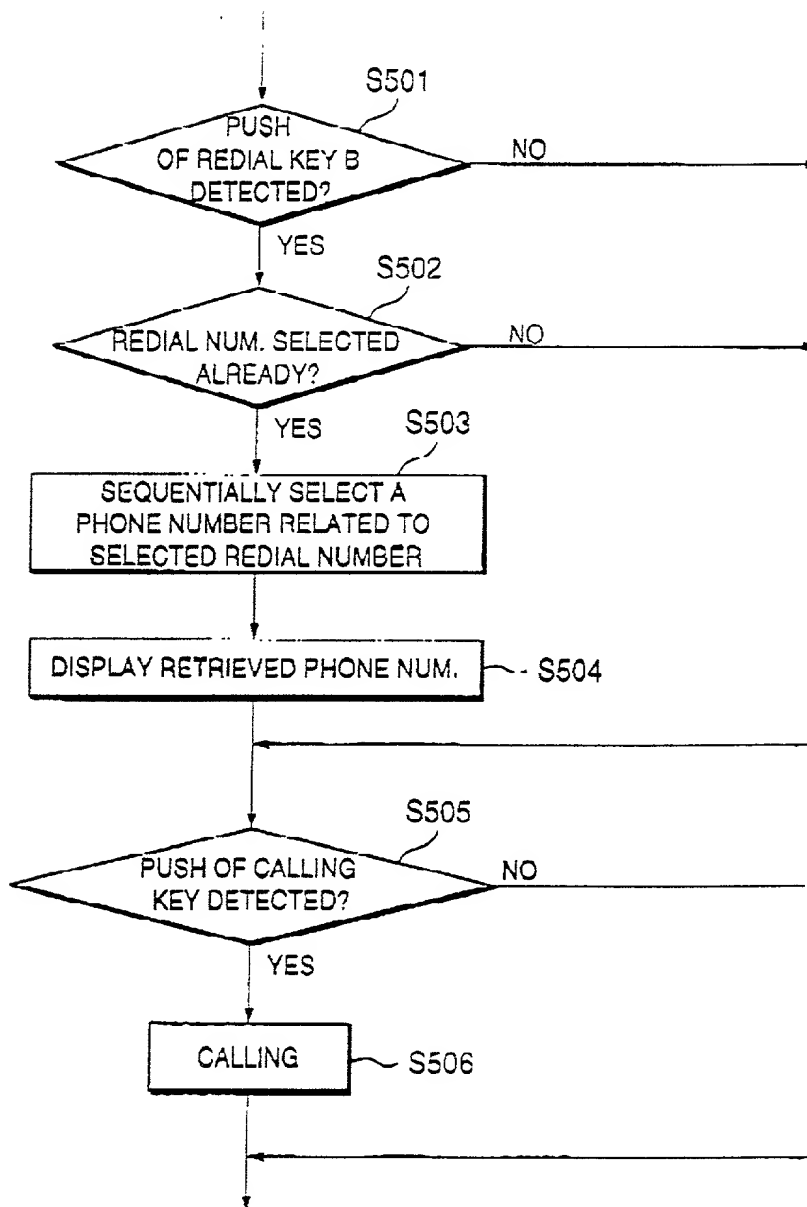 S501
PUSH
OF REDIAL KEY B
DETECTED?
NO
YES
S502
REDIAL NUM. SELECTED
ALREADY?
NO
YES
S503
SEQUENTIALLY SELECT A
PHONE NUMBER RELATED TO
SELECTED REDIAL NUMBER
DISPLAY RETRIEVED PHONE NUM.
S504
S505
PUSH OF CALLING
KEY DETECTED?
NO
YES
CALLING
S506